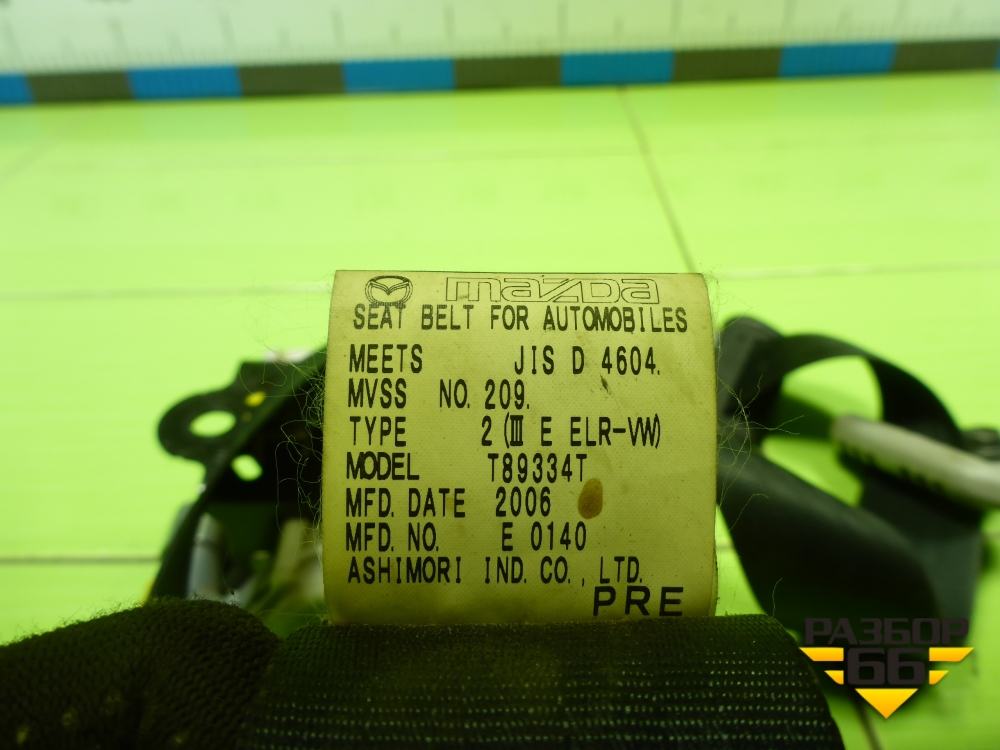 mazda
SEAT BELT FOR AUTOMOBILES
MEETS JIS D 4604.
MVSS NO. 209.
TYPE 2 (Ⅲ E ELR-VW)
MODEL T89334T
MFD. DATE 2006
MFD. NO. E 0140
ASHIMORI IND. CO., LTD.
PRE
РАЗБОР
66